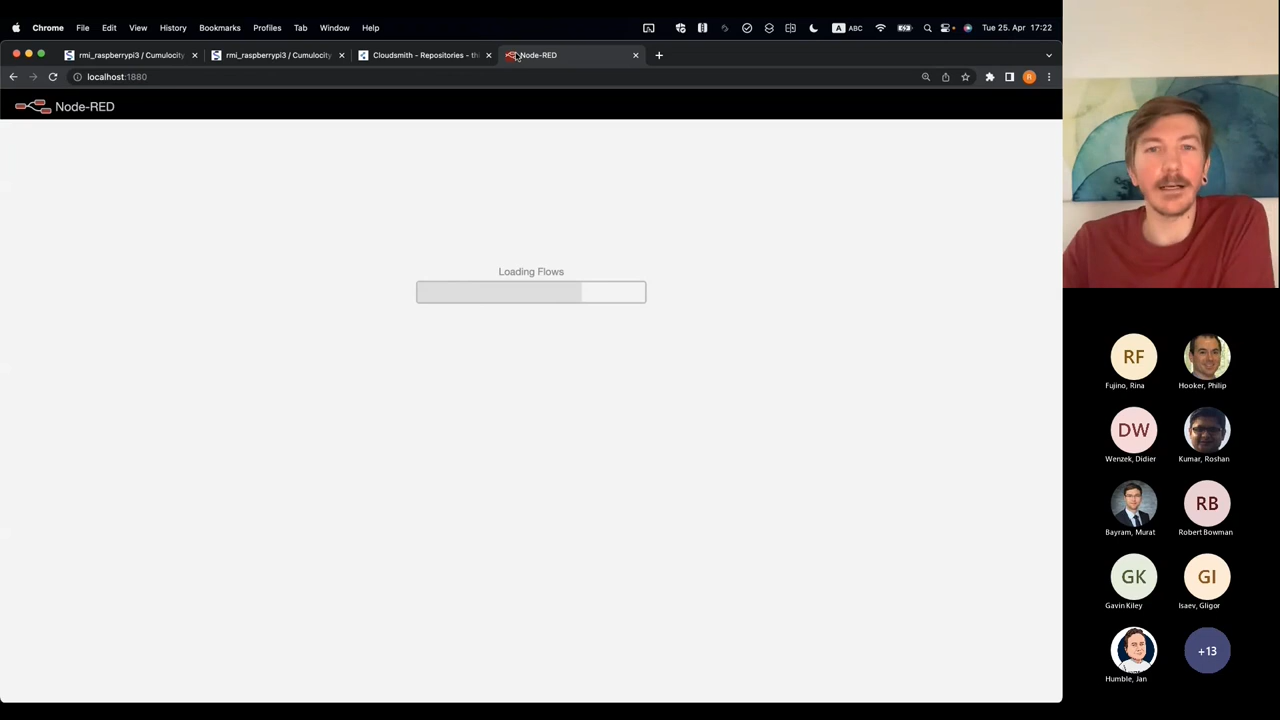 Chrome File Edit View History Bookmarks Profiles Tab Window Help A ABC Tue 25. Apr 17:22
rmi_raspberrypi3 / Cumulocity rmi_raspberrypi3 / Cumulocity Cloudsmith - Repositories - thi Node-RED
localhost:1880 R
Node-RED
Loading Flows
RF
Fujino, Rina Hooker, Philip
DW
Wenzek, Didier Kumar, Roshan
RB
Bayram, Murat Robert Bowman
GK GI
Gavin Kiley Isaev, Gligor
+13
Humble, Jan